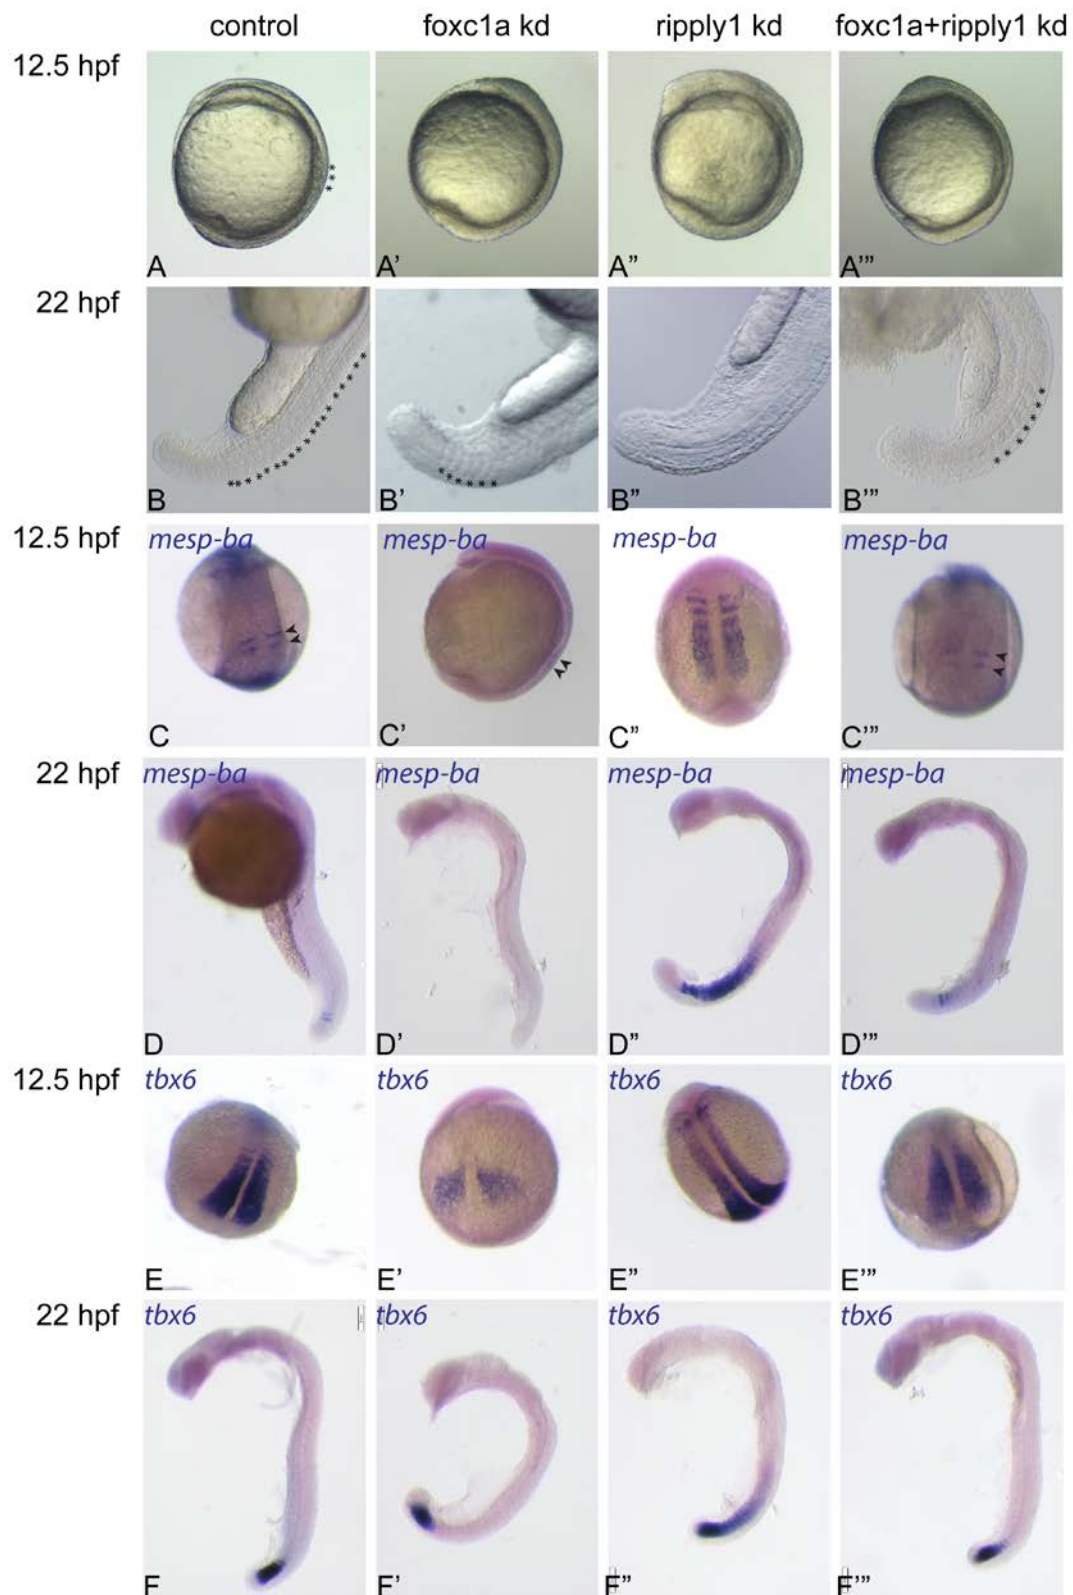 control foxc1a kd ripply1 kd foxc1a+ripply1 kd
12.5 hpf
A A' A" A"'
22 hpf
*** 
B B' B" B"'
12.5 hpf
mesp-ba mesp-ba mesp-ba mesp-ba
C C' C" C"'
22 hpf
mesp-ba mesp-ba mesp-ba mesp-ba
D D' D" D"'
12.5 hpf
tbx6 tbx6 tbx6 tbx6
E E' E" E"'
22 hpf
tbx6 tbx6 tbx6 tbx6
F F' F" F"'